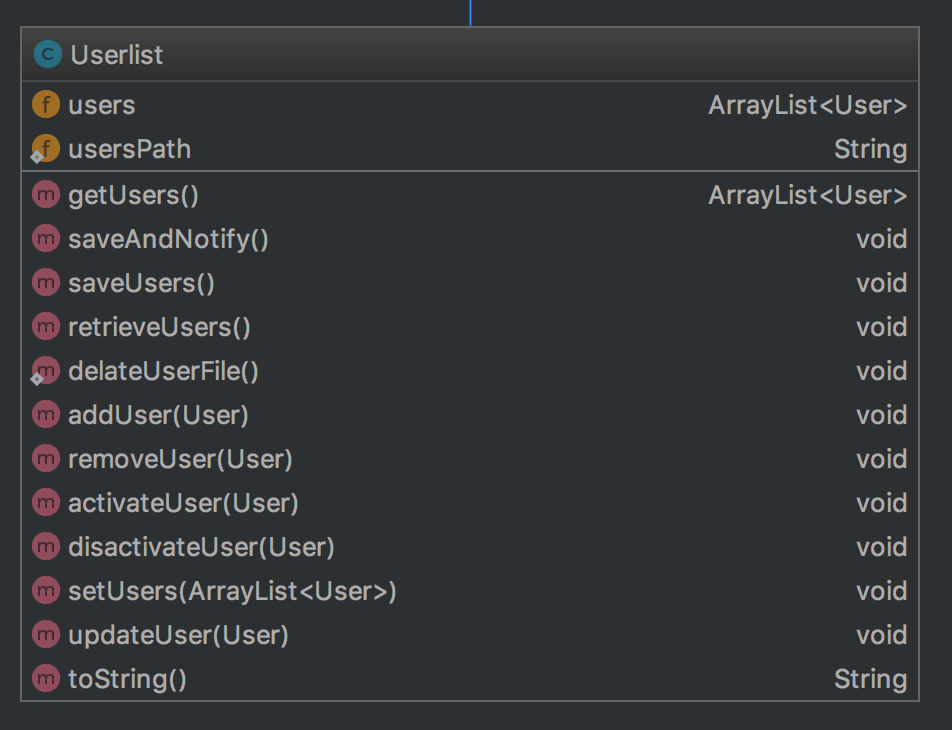 C Userlist
f users ArrayList<User>
f usersPath String
m getUsers() ArrayList<User>
m saveAndNotify() void
m saveUsers() void
m retrieveUsers() void
m delateUserFile() void
m addUser(User) void
m removeUser(User) void
m activateUser(User) void
m disactivateUser(User) void
m setUsers(ArrayList<User>) void
m updateUser(User) void
m toString() String